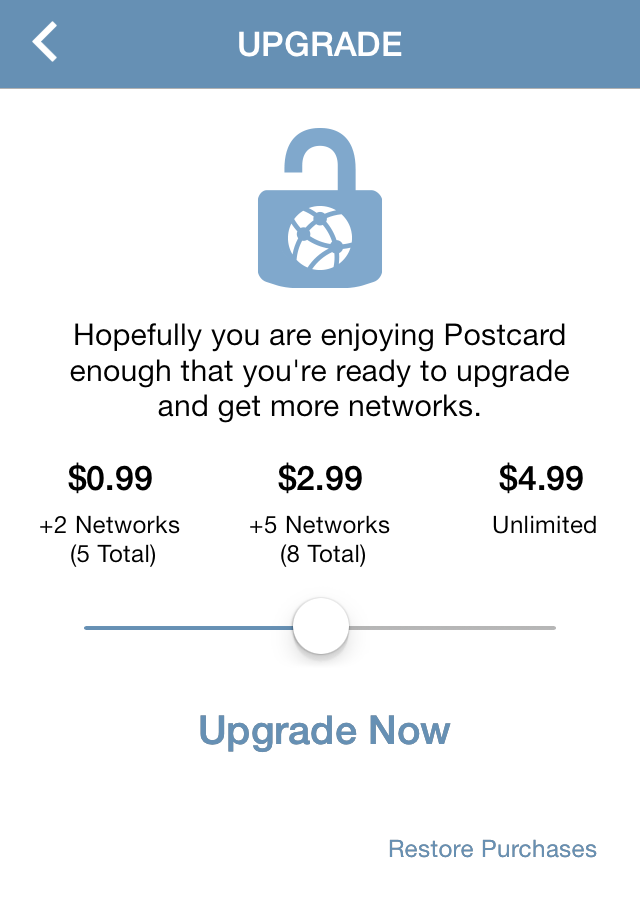 UPGRADE
Hopefully you are enjoying Postcard
enough that you're ready to upgrade
and get more networks.
$0.99 $2.99 $4.99
+2 Networks +5 Networks Unlimited
(5 Total) (8 Total)
Upgrade Now
Restore Purchases